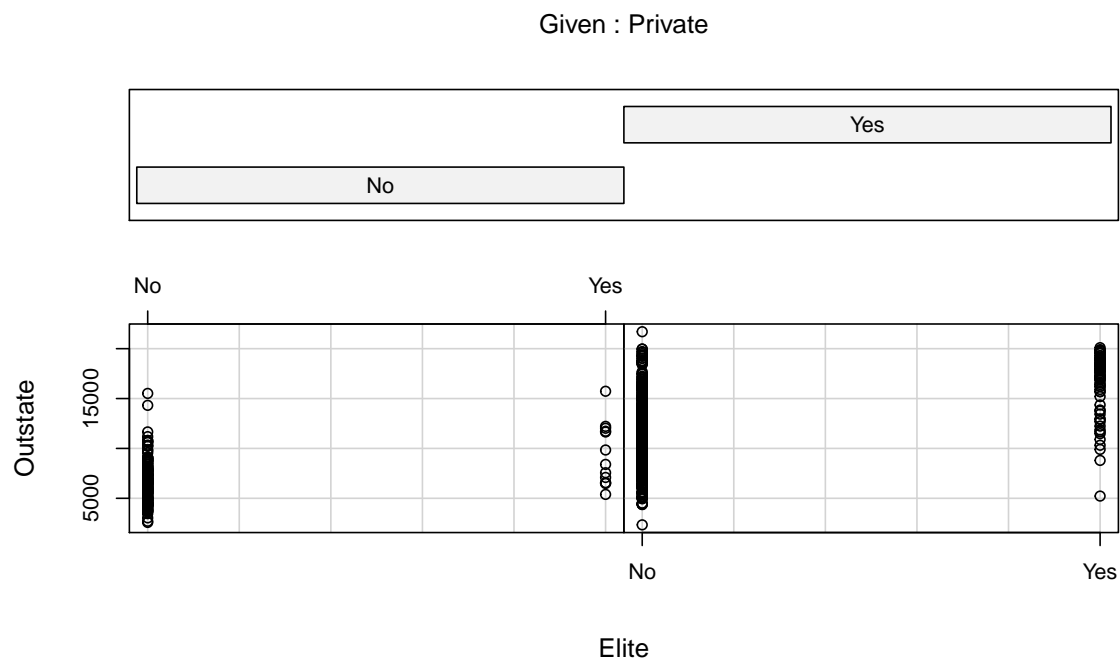 Given : Private
Yes
No
No Yes
15000
5000
Outstate
No Yes
Elite